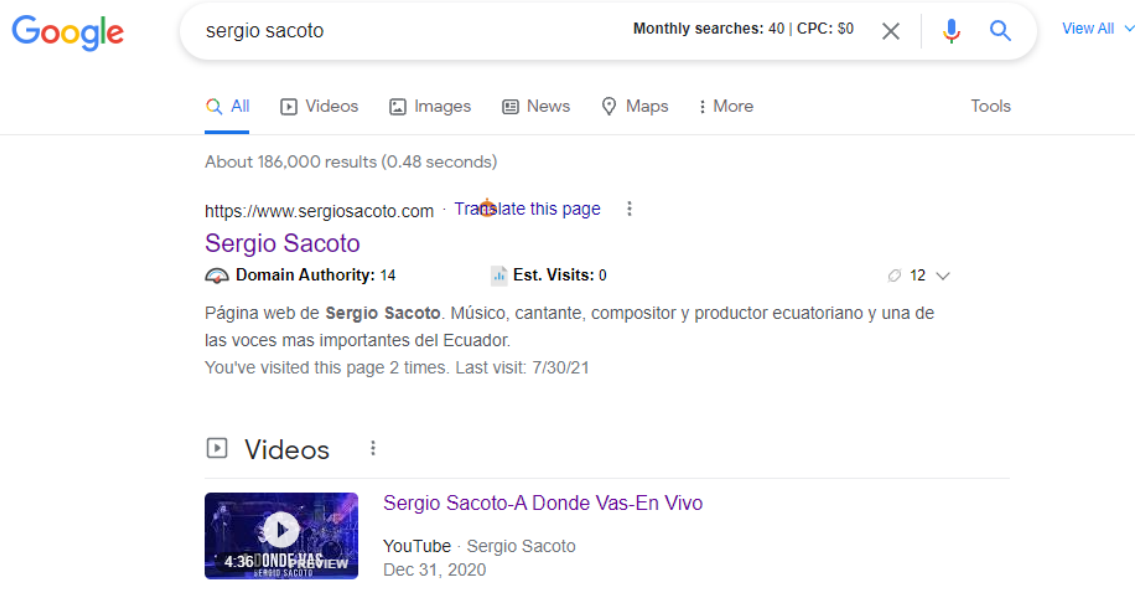 Google
sergio sacoto
Monthly searches: 40 | CPC: $0
View All
All
Videos
Images
News
Maps
More
Tools
About 186,000 results (0.48 seconds)
https://www.sergiosacoto.com · Translate this page
Sergio Sacoto
Domain Authority: 14
Est. Visits: 0
12
Página web de Sergio Sacoto. Músico, cantante, compositor y productor ecuatoriano y una de
las voces mas importantes del Ecuador.
You've visited this page 2 times. Last visit: 7/30/21
Videos
4:36
DONDE VAS
PREVIEW
SERGIO SACOTO
Sergio Sacoto-A Donde Vas-En Vivo
YouTube · Sergio Sacoto
Dec 31, 2020